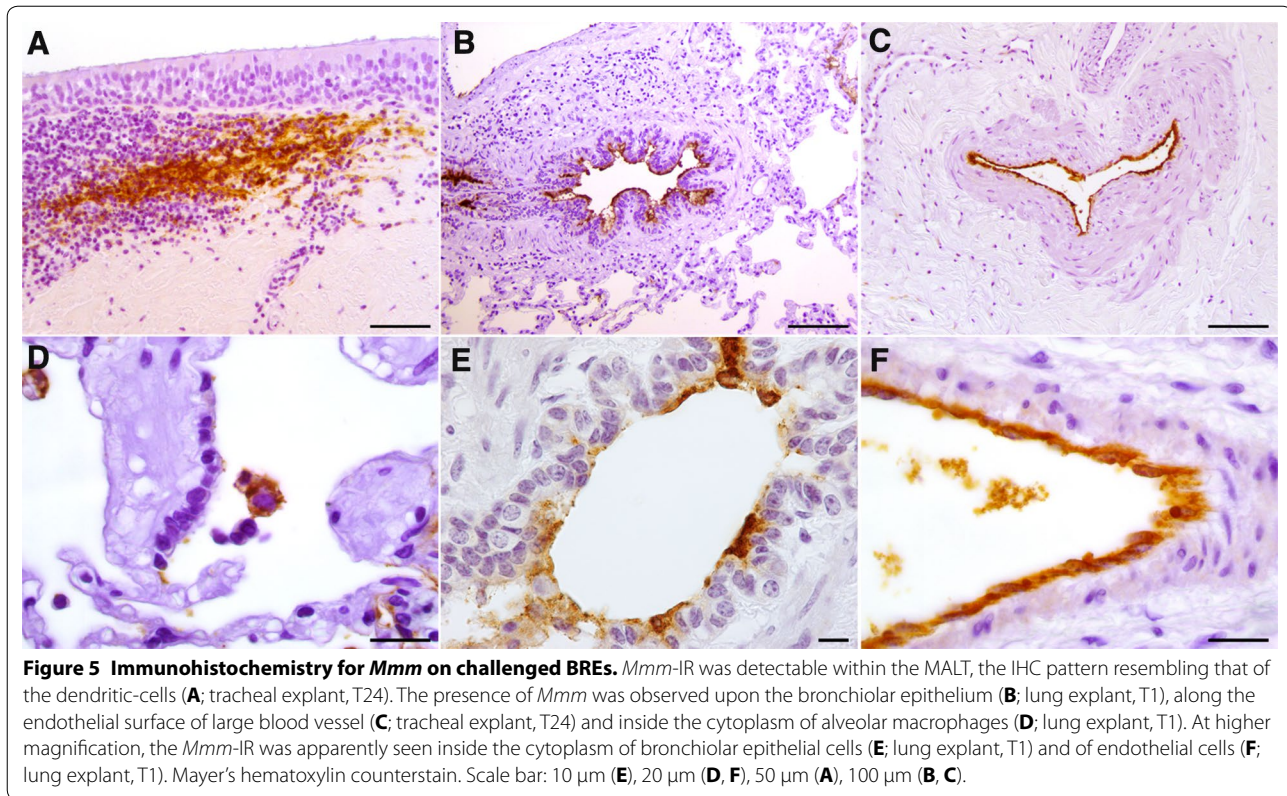 A
B
C
D
E
F
Figure 5 Immunohistochemistry for Mmm on challenged BREs. Mmm-IR was detectable within the MALT, the IHC pattern resembling that of
the dendritic-cells (A; tracheal explant, T24). The presence of Mmm was observed upon the bronchiolar epithelium (B; lung explant, T1), along the
endothelial surface of large blood vessel (C; tracheal explant, T24) and inside the cytoplasm of alveolar macrophages (D; lung explant, T1). At higher
magnification, the Mmm-IR was apparently seen inside the cytoplasm of bronchiolar epithelial cells (E; lung explant, T1) and of endothelial cells (F;
lung explant, T1). Mayer’s hematoxylin counterstain. Scale bar: 10 μm (E), 20 μm (D, F), 50 μm (A), 100 μm (B, C).